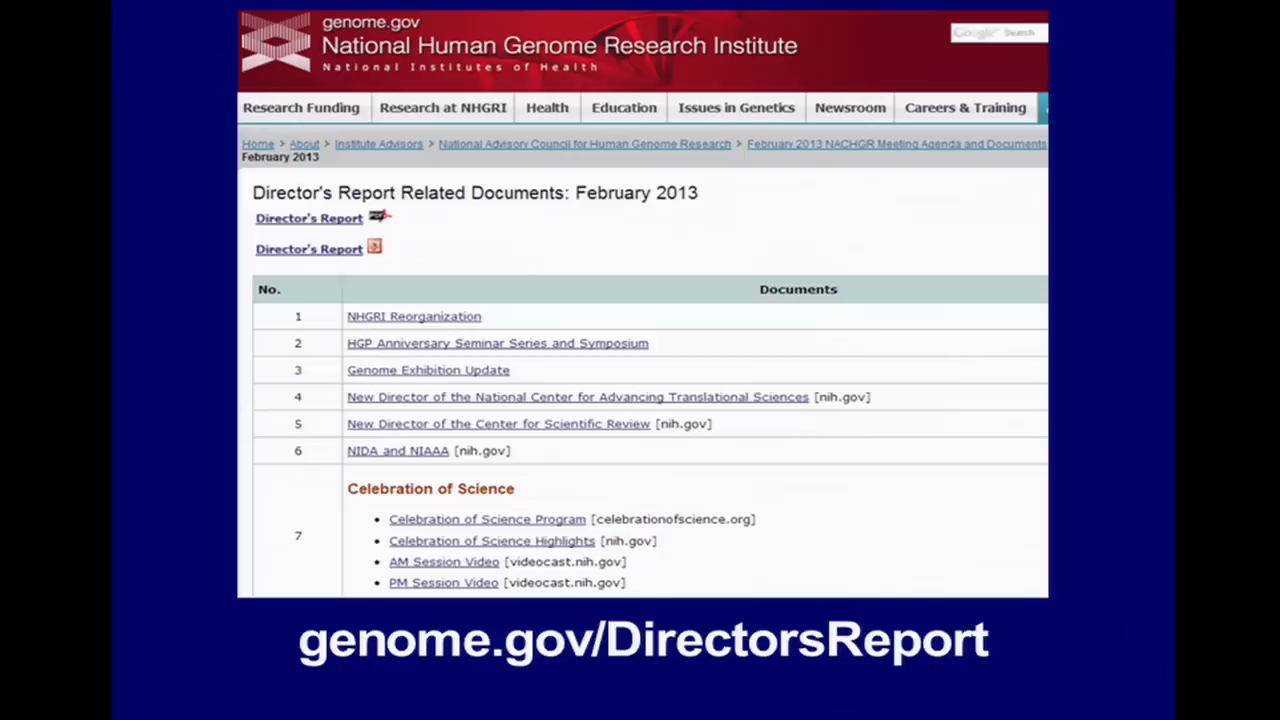 genome.gov
National Human Genome Research Institute
National Institutes of Health
Google Search
Research Funding Research at NHGRI Health Education Issues in Genetics Newsroom Careers & Training
Home > About > Institute Advisors > National Advisory Council for Human Genome Research > February 2013 NACHGR Meeting Agenda and Documents
February 2013
Director's Report Related Documents: February 2013
Director's Report PDF
Director's Report
No. Documents
1 NHGRI Reorganization
2 HGP Anniversary Seminar Series and Symposium
3 Genome Exhibition Update
4 New Director of the National Center for Advancing Translational Sciences [nih.gov]
5 New Director of the Center for Scientific Review [nih.gov]
6 NIDA and NIAAA [nih.gov]
Celebration of Science
7
• Celebration of Science Program [celebrationofscience.org]
• Celebration of Science Highlights [nih.gov]
• AM Session Video [videocast.nih.gov]
• PM Session Video [videocast.nih.gov]
genome.gov/DirectorsReport